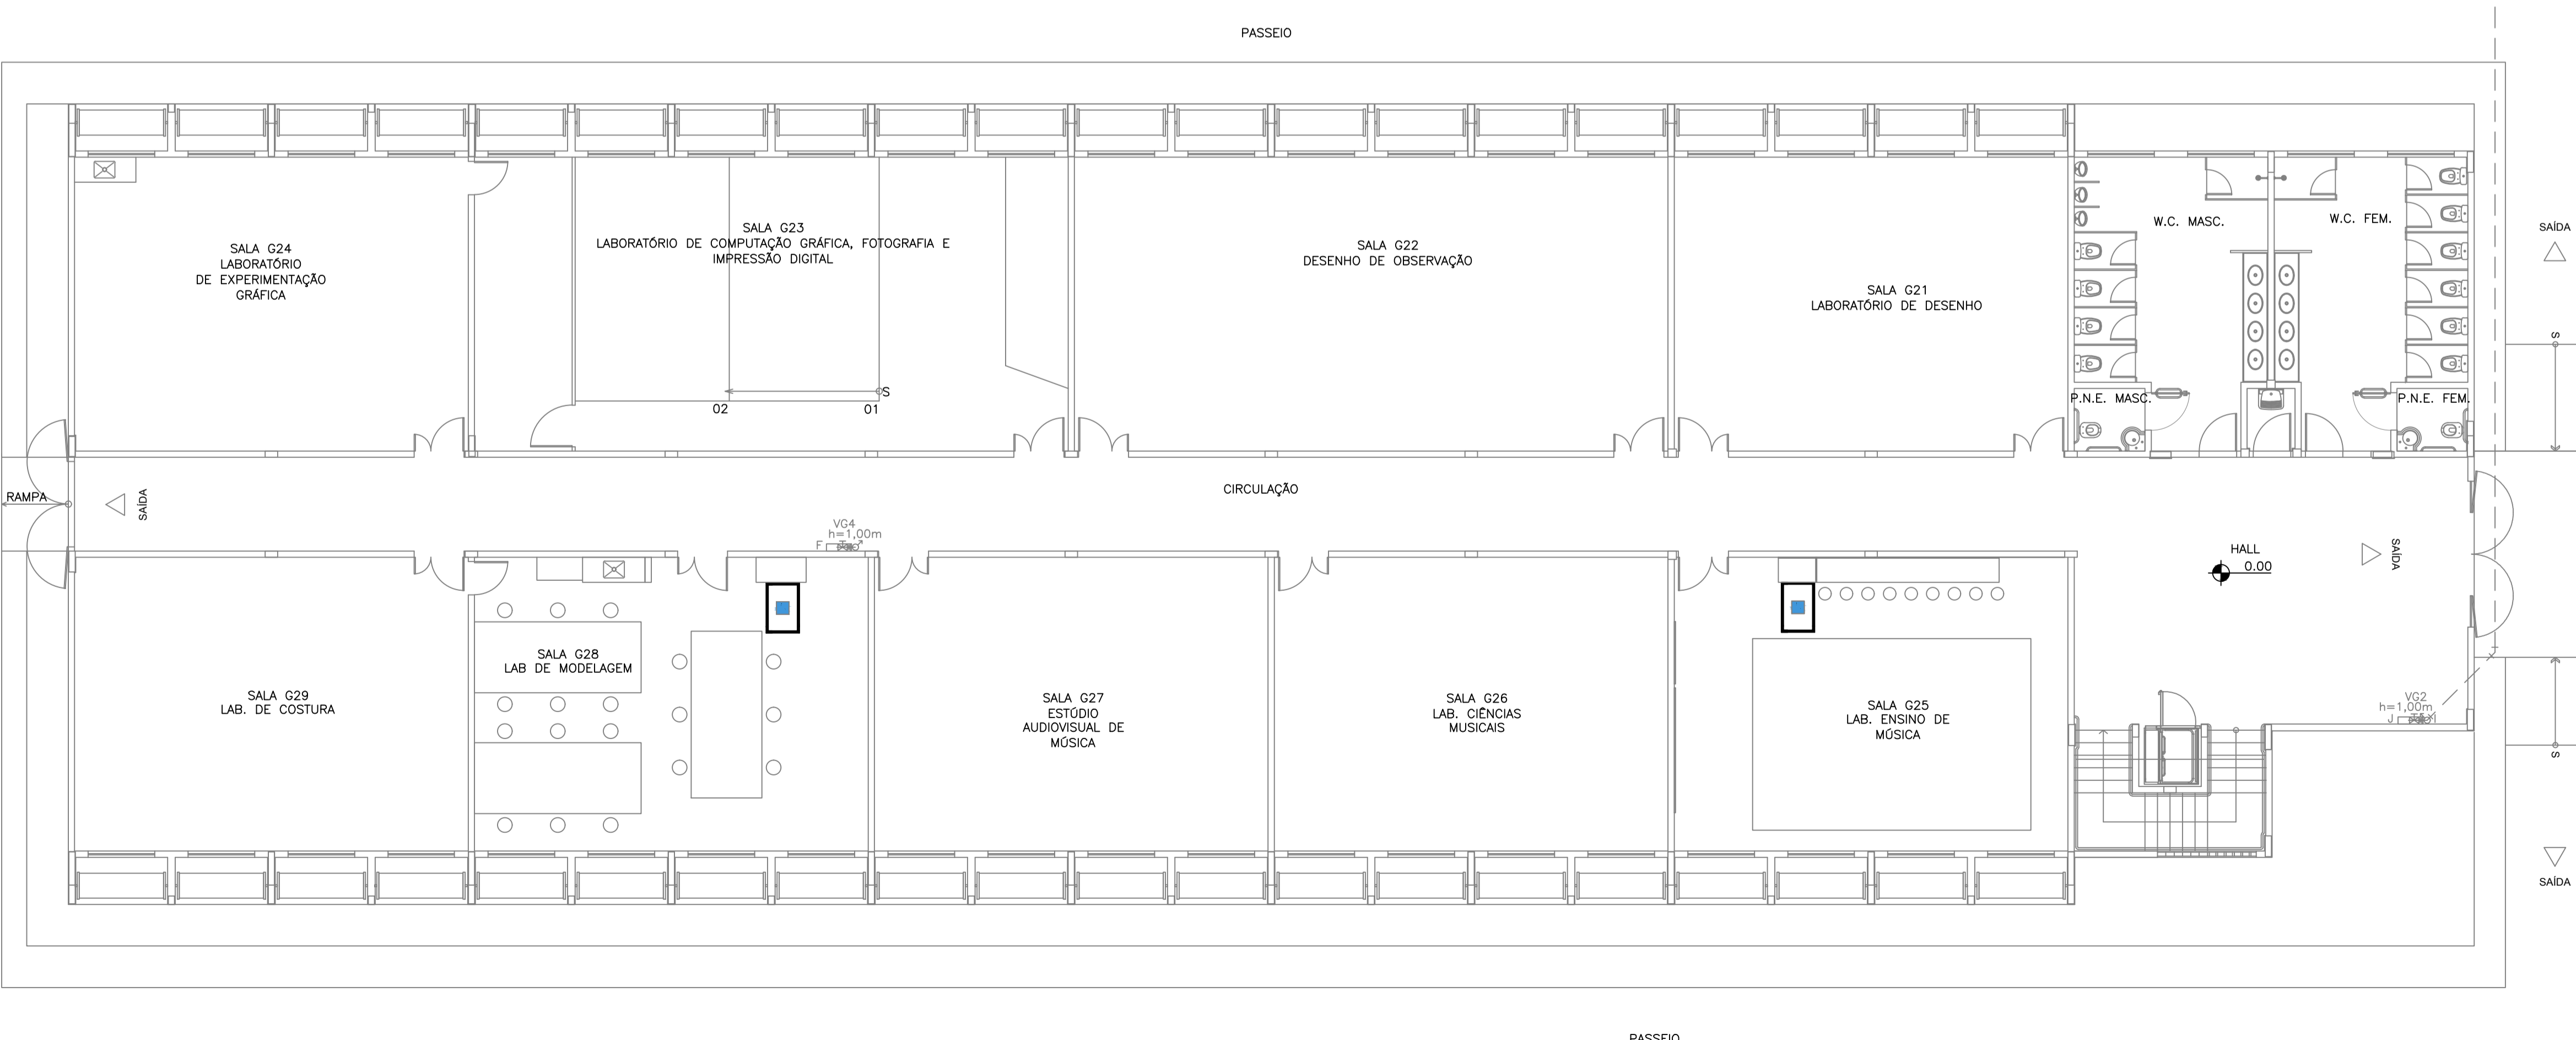 PASSEIO
SALA G24
LABORATÓRIO
DE EXPERIMENTAÇÃO
GRÁFICA
SALA G23
LABORATÓRIO DE COMPUTAÇÃO GRÁFICA, FOTOGRAFIA E
IMPRESSÃO DIGITAL
S
02
01
SALA G22
DESENHO DE OBSERVAÇÃO
SALA G21
LABORATÓRIO DE DESENHO
W.C. MASC.
W.C. FEM.
P.N.E. MASC.
P.N.E. FEM.
SAÍDA
S
RAMPA
SAÍDA
CIRCULAÇÃO
VG4
h=1,00m
F
HALL
0.00
SAÍDA
SALA G29
LAB. DE COSTURA
SALA G28
LAB DE MODELAGEM
SALA G27
ESTÚDIO
AUDIOVISUAL DE
MÚSICA
SALA G26
LAB. CIÊNCIAS
MUSICAIS
SALA G25
LAB. ENSINO DE
MÚSICA
VG2
h=1,00m
J
S
SAÍDA
PASSEIO